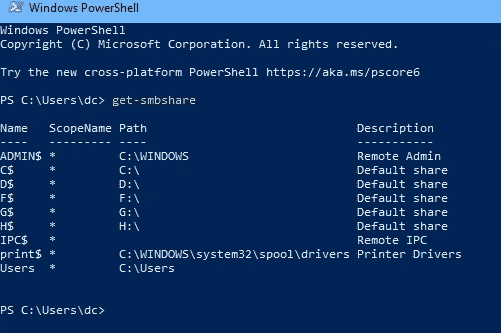 Windows PowerShell
Windows PowerShell
Copyright (C) Microsoft Corporation. All rights reserved.
Try the new cross-platform PowerShell https://aka.ms/pscore6
PS C:\Users\dc> get-smbshare
Name   ScopeName Path                              Description
----   --------- ----                              -----------
ADMIN$ *         C:\WINDOWS                        Remote Admin
C$     *         C:\                               Default share
D$     *         D:\                               Default share
F$     *         F:\                               Default share
G$     *         G:\                               Default share
H$     *         H:\                               Default share
IPC$   *                                           Remote IPC
print$ *         C:\WINDOWS\system32\spool\drivers Printer Drivers
Users  *         C:\Users
PS C:\Users\dc>